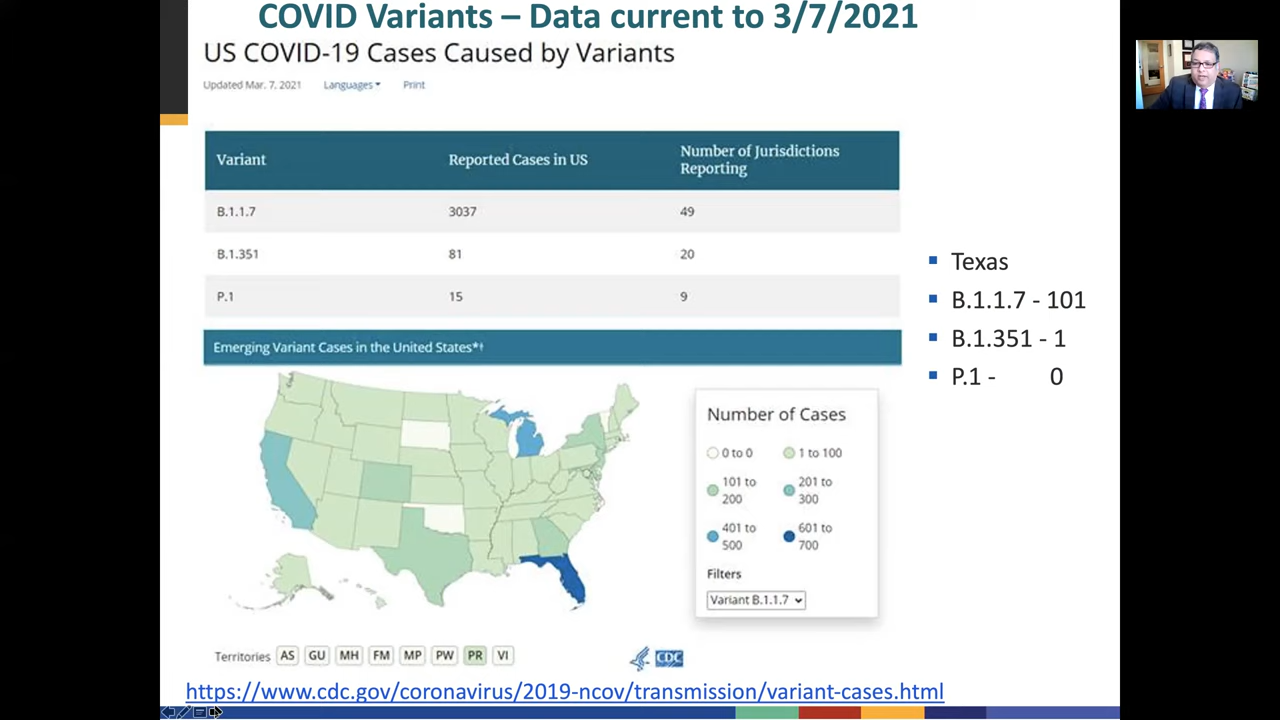 COVID Variants – Data current to 3/7/2021
US COVID-19 Cases Caused by Variants
Updated Mar. 7, 2021 Languages Print
Variant Reported Cases in US Number of Jurisdictions
Reporting
B.1.1.7 3037 49
B.1.351 81 20
P.1 15 9
Texas
B.1.1.7 - 101
B.1.351 - 1
P.1 - 0
Emerging Variant Cases in the United States*†
Number of Cases
0 to 0 1 to 100
101 to
200
201 to
300
401 to
500
601 to
700
Filters
Variant B.1.1.7
Territories AS GU MH FM MP PW PR VI
CDC
https://www.cdc.gov/coronavirus/2019-ncov/transmission/variant-cases.html